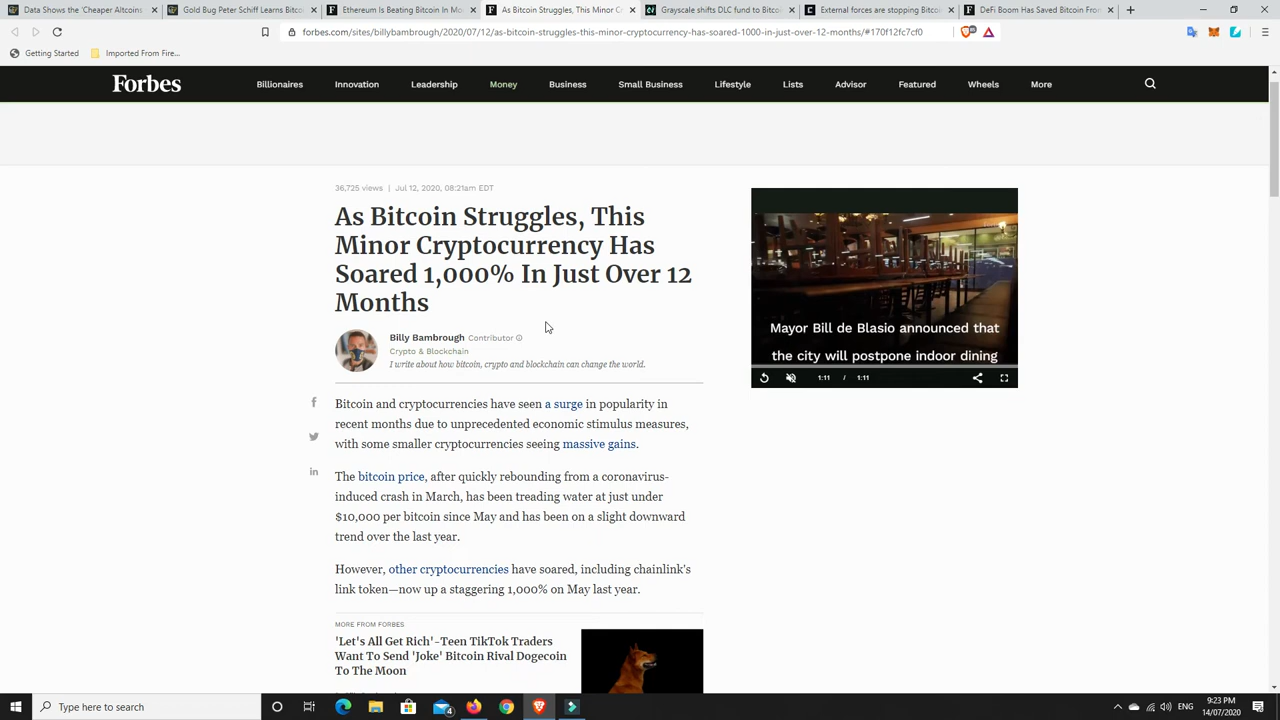 Data Shows the 'Cheaper Altcoins
Gold Bug Peter Schiff Learns Bitco
Ethereum Is Beating Bitcoin In Mo
As Bitcoin Struggles, This Minor C
Grayscale shifts DLC fund to Bitco
External forces are stopping Bitco
DeFi Boom Has Saved Bitcoin Fro
forbes.com/sites/billybambrough/2020/07/12/as-bitcoin-struggles-this-minor-cryptocurrency-has-soared-1000-in-just-over-12-months/#170f12fc7cf0
Getting Started
Imported From Fire...
Forbes
Billionaires
Innovation
Leadership
Money
Business
Small Business
Lifestyle
Lists
Advisor
Featured
Wheels
More
36,725 views | Jul 12, 2020, 08:21am EDT
As Bitcoin Struggles, This
Minor Cryptocurrency Has
Soared 1,000% In Just Over 12
Months
Billy Bambrough Contributor
Crypto & Blockchain
I write about how bitcoin, crypto and blockchain can change the world.
Mayor Bill de Blasio announced that
the city will postpone indoor dining
1:11 / 1:11
Bitcoin and cryptocurrencies have seen a surge in popularity in
recent months due to unprecedented economic stimulus measures,
with some smaller cryptocurrencies seeing massive gains.
The bitcoin price, after quickly rebounding from a coronavirus-
induced crash in March, has been treading water at just under
$10,000 per bitcoin since May and has been on a slight downward
trend over the last year.
However, other cryptocurrencies have soared, including chainlink's
link token—now up a staggering 1,000% on May last year.
MORE FROM FORBES
'Let's All Get Rich'-Teen TikTok Traders
Want To Send 'Joke' Bitcoin Rival Dogecoin
To The Moon
Type here to search
4
ENG
9:23 PM
14/07/2020